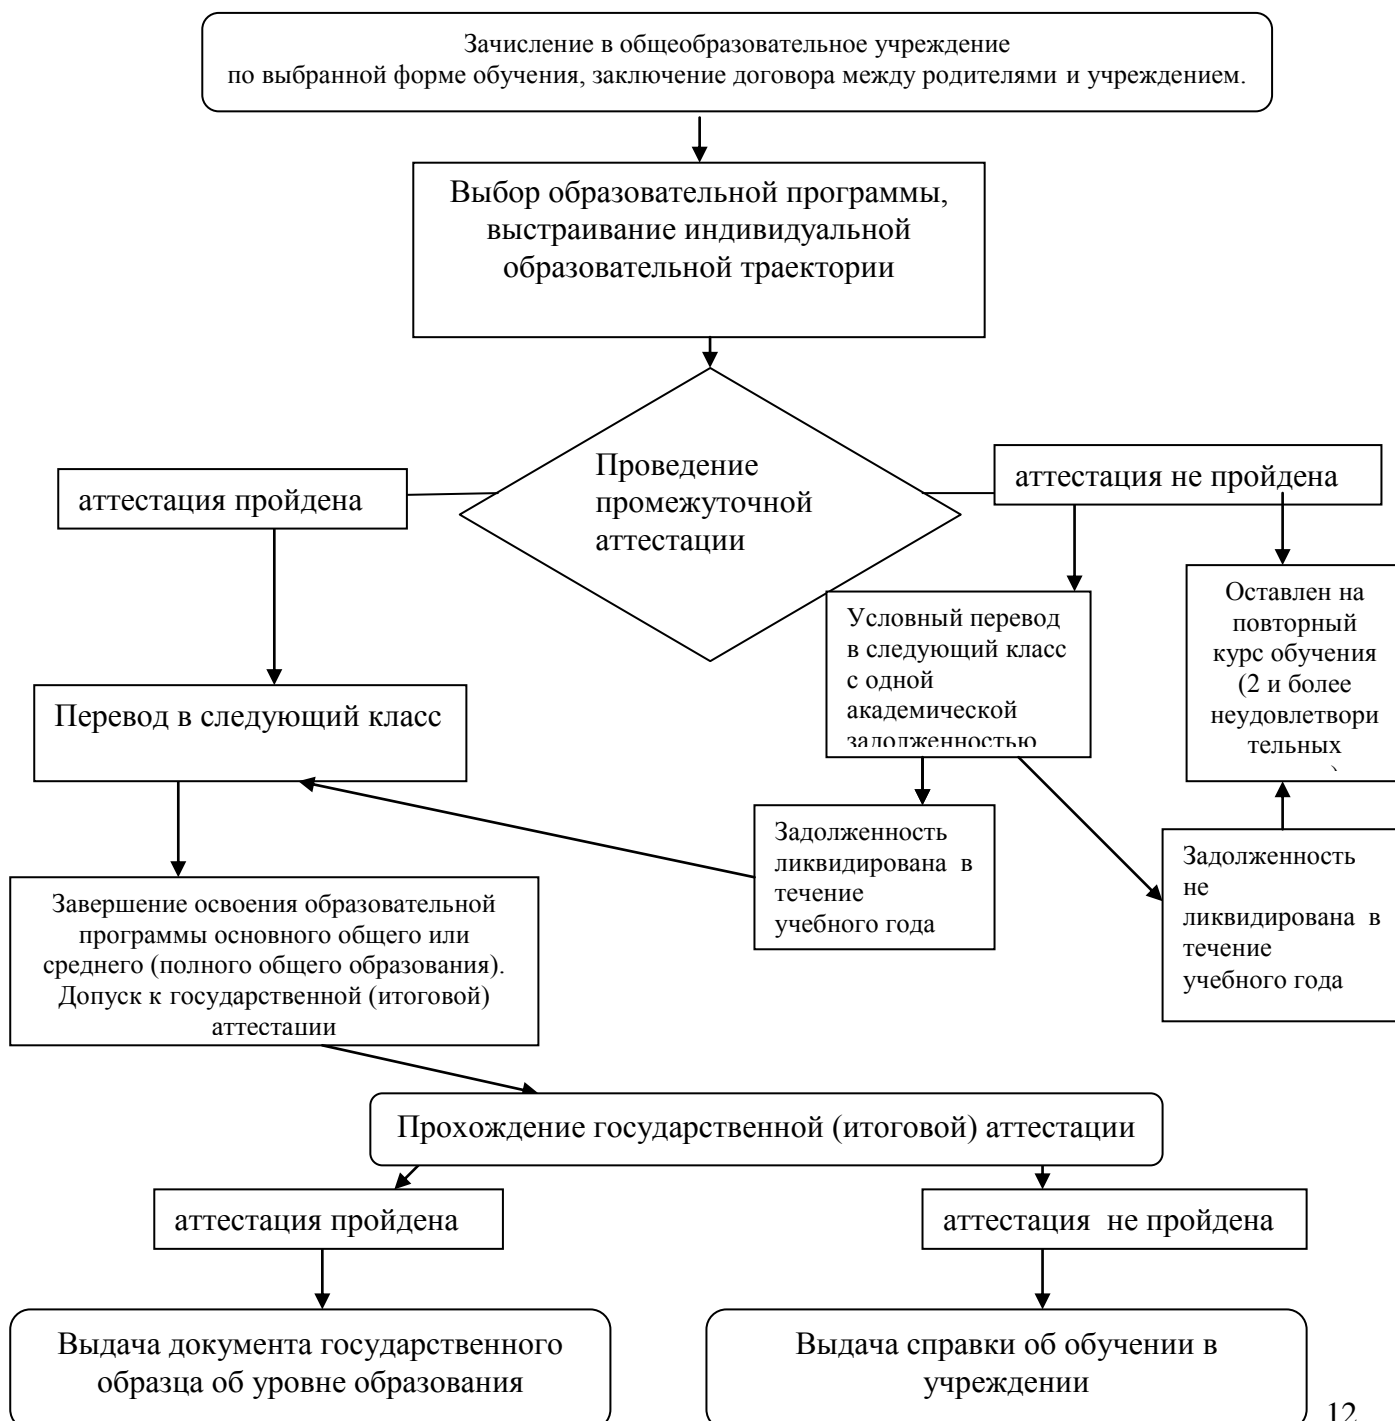 Зачисление в общеобразовательное учреждение
по выбранной форме обучения, заключение договора между родителями и учреждением.
Выбор образовательной программы,
выстраивание индивидуальной
образовательной траектории
Проведение
промежуточной
аттестации
аттестация пройдена
аттестация не пройдена
Условный перевод
в следующий класс
с одной
академической
задолженностью
Оставлен на
повторный
курс обучения
(2 и более
неудовлетвори
тельных
Перевод в следующий класс
Задолженность
ликвидирована в
течение
учебного года
Задолженность
не
ликвидирована в
течение
учебного года
Завершение освоения образовательной
программы основного общего или
среднего (полного общего образования).
Допуск к государственной (итоговой)
аттестации
Прохождение государственной (итоговой) аттестации
аттестация пройдена
аттестация не пройдена
Выдача документа государственного
образца об уровне образования
Выдача справки об обучении в
учреждении
12